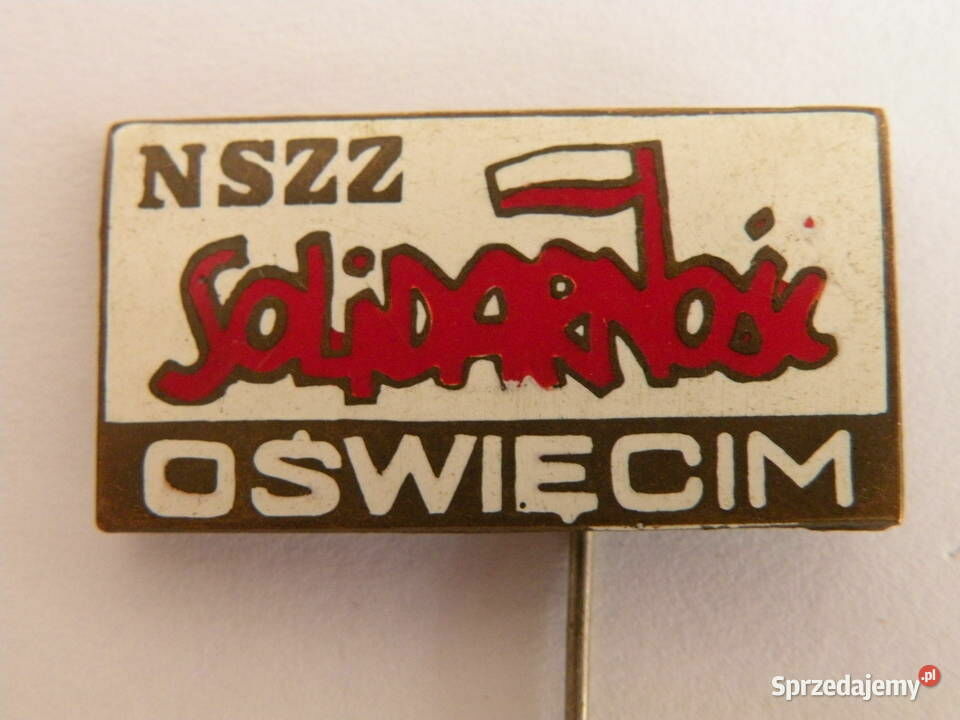 NSZZ
SOLiDARNOŚĆ
OŚWIĘCIM
Sprzedajemy.pl